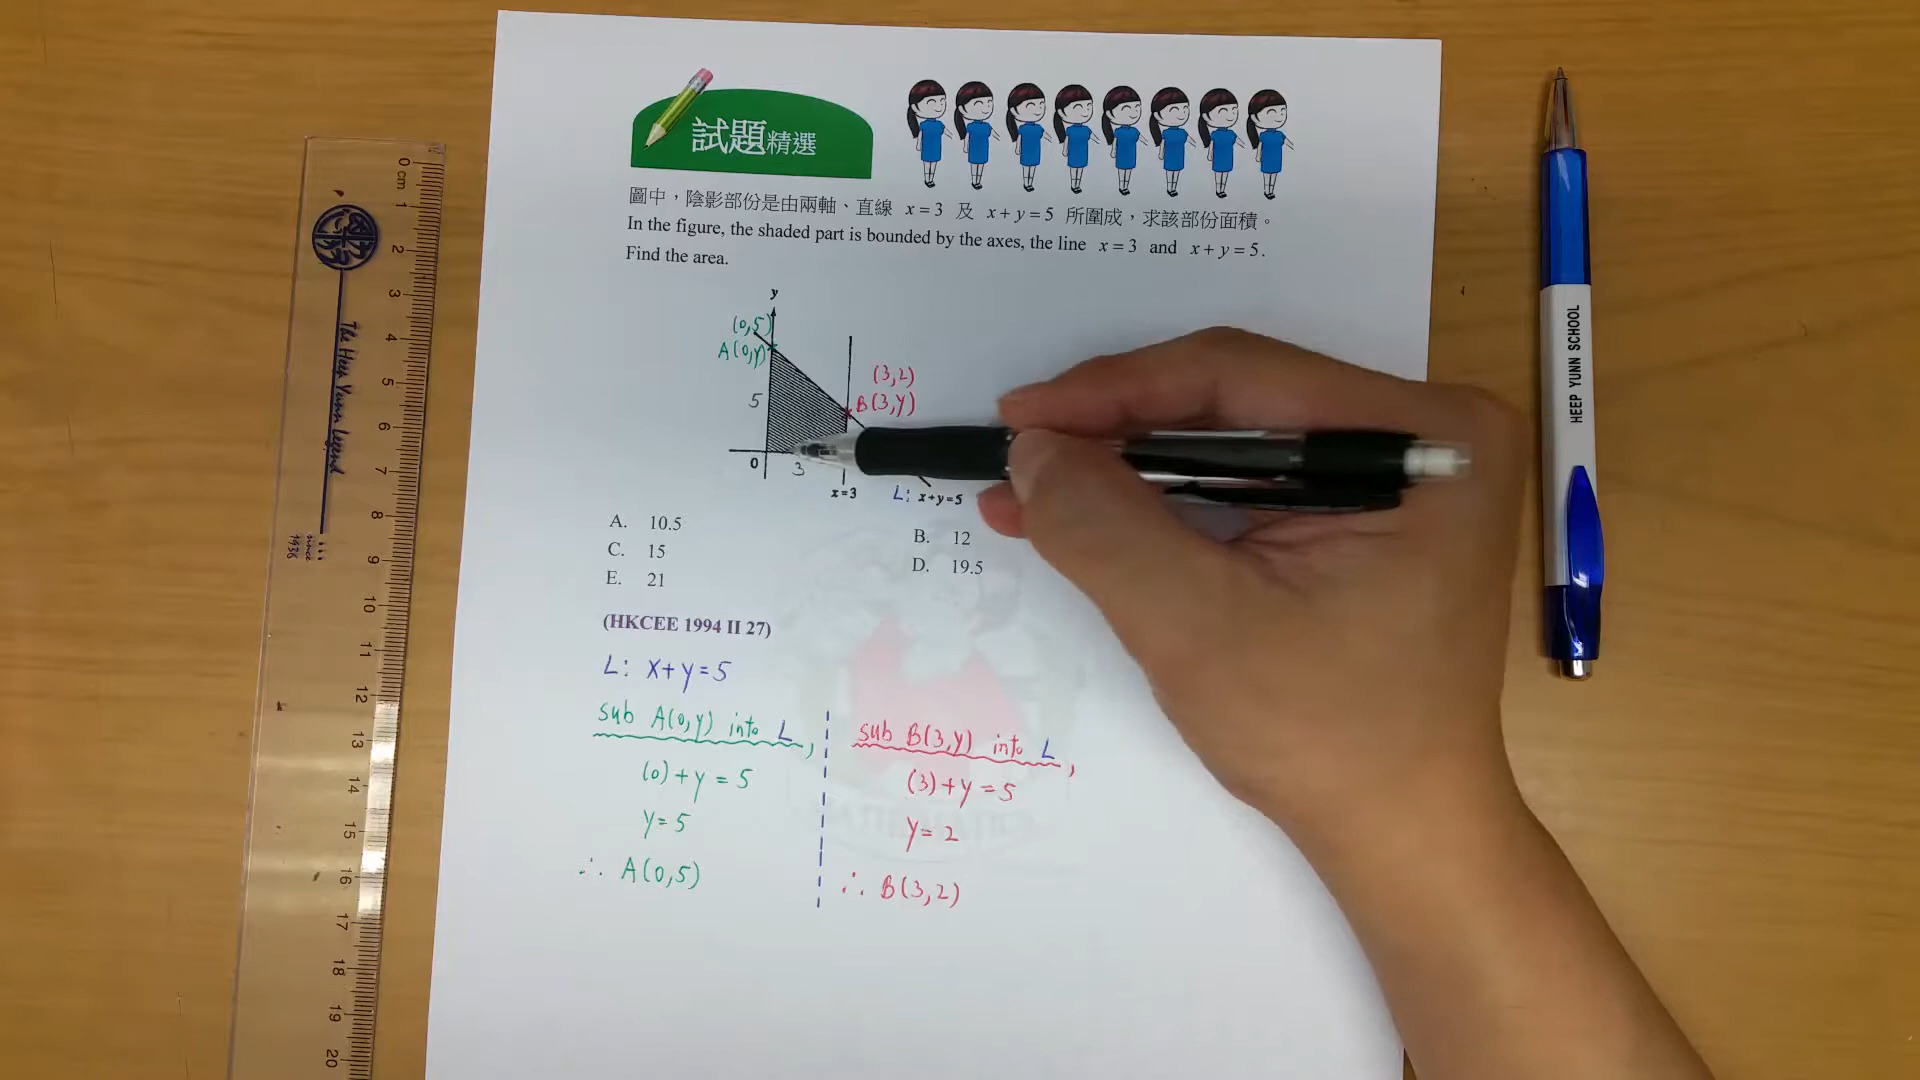 試題精選
圖中，陰影部份是由兩軸、直線 x = 3 及 x + y = 5 所圍成，求該部份面積。
In the figure, the shaded part is bounded by the axes, the line x = 3 and x + y = 5.
Find the area.
y
(0,5)
A(0,y)
(3,2)
B(3,y)
5
0
3
x=3
L: x+y=5
A. 10.5
B. 12
C. 15
D. 19.5
E. 21
(HKCEE 1994 II 27)
L: x+y=5
sub A(0,y) into L,
(0)+y = 5
y= 5
∴ A(0,5)
sub B(3,y) into L,
(3)+y = 5
y= 2
∴ B(3,2)
HEEP YUNN SCHOOL
The Heep Yunn Legend
since 1936
0 cm 1 2 3 4 5 6 7 8 9 10 11 12 13 14 15 16 17 18 19 20